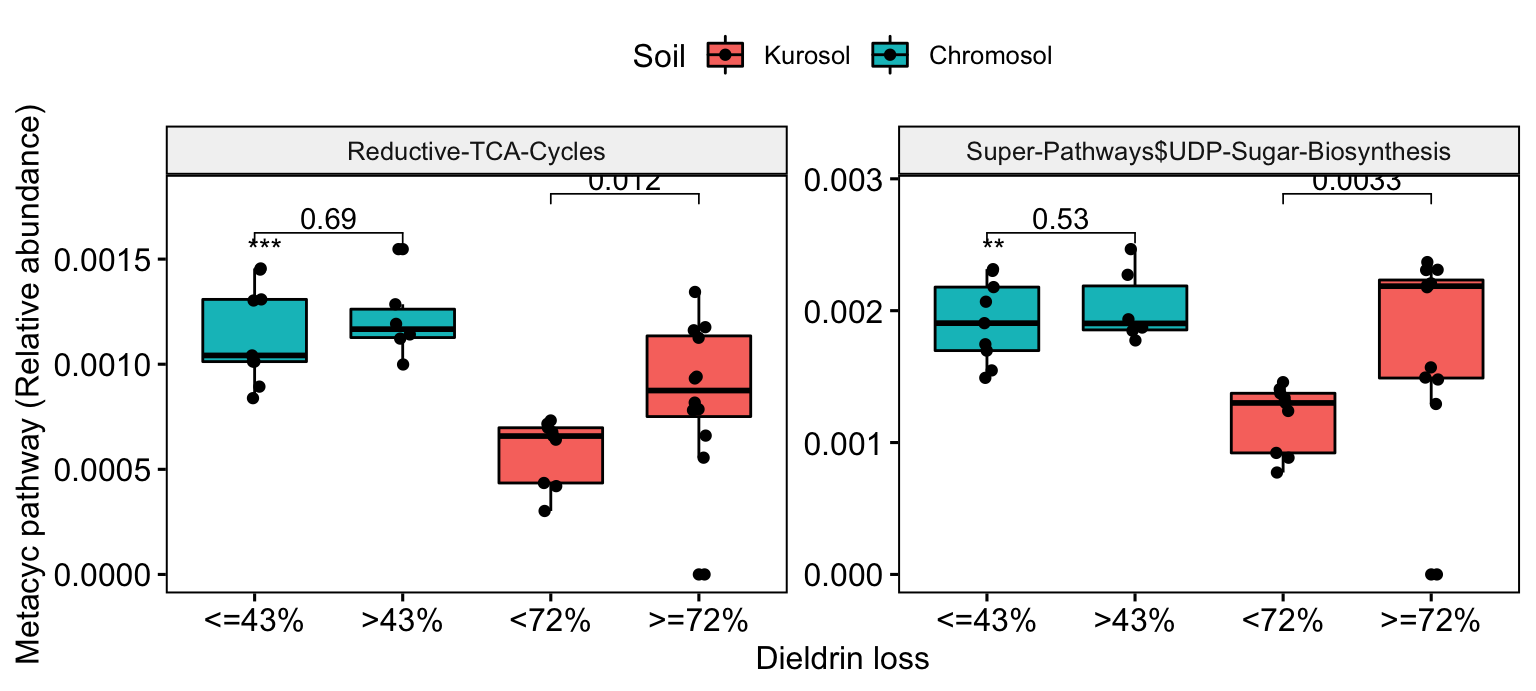 Soil Kurosol Chromosol
Metacyc pathway (Relative abundance)
Reductive-TCA-Cycles
Super-Pathways$UDP-Sugar-Biosynthesis
0.012
0.69
***
0.0015
0.0010
0.0005
0.0000
<=43% >43% <72% >=72%
0.0033
0.53
**
0.003
0.002
0.001
0.000
<=43% >43% <72% >=72%
Dieldrin loss